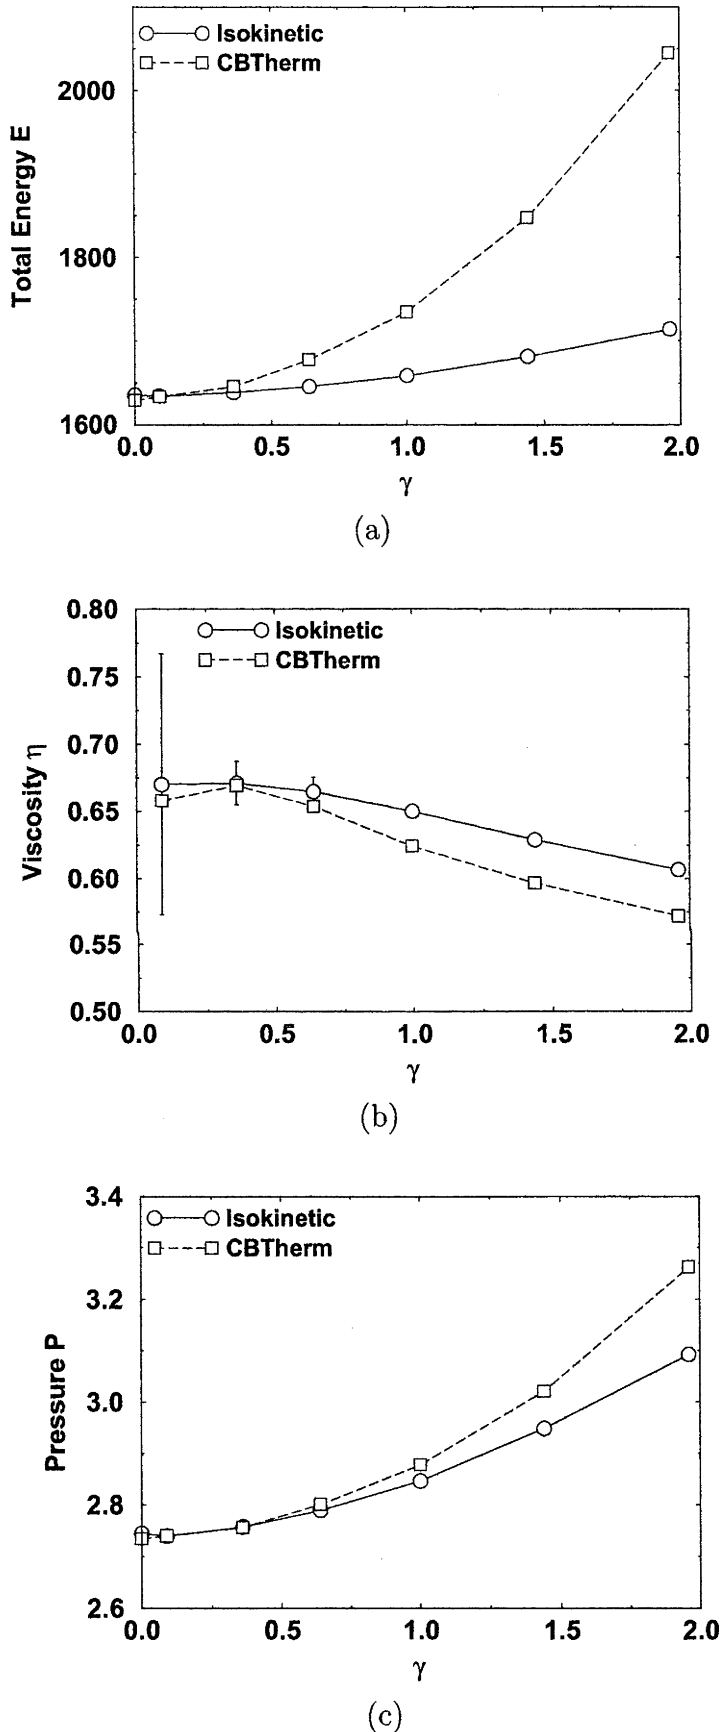 Isokinetic
CBTherm
2000
1800
1600
Total Energy E
0.0 0.5 1.0 1.5 2.0
γ
(a)
0.80
Isokinetic
CBTherm
0.75
0.70
0.65
0.60
0.55
0.50
Viscosity η
0.0 0.5 1.0 1.5 2.0
γ
(b)
3.4
Isokinetic
CBTherm
3.2
3.0
2.8
2.6
Pressure P
0.0 0.5 1.0 1.5 2.0
γ
(c)